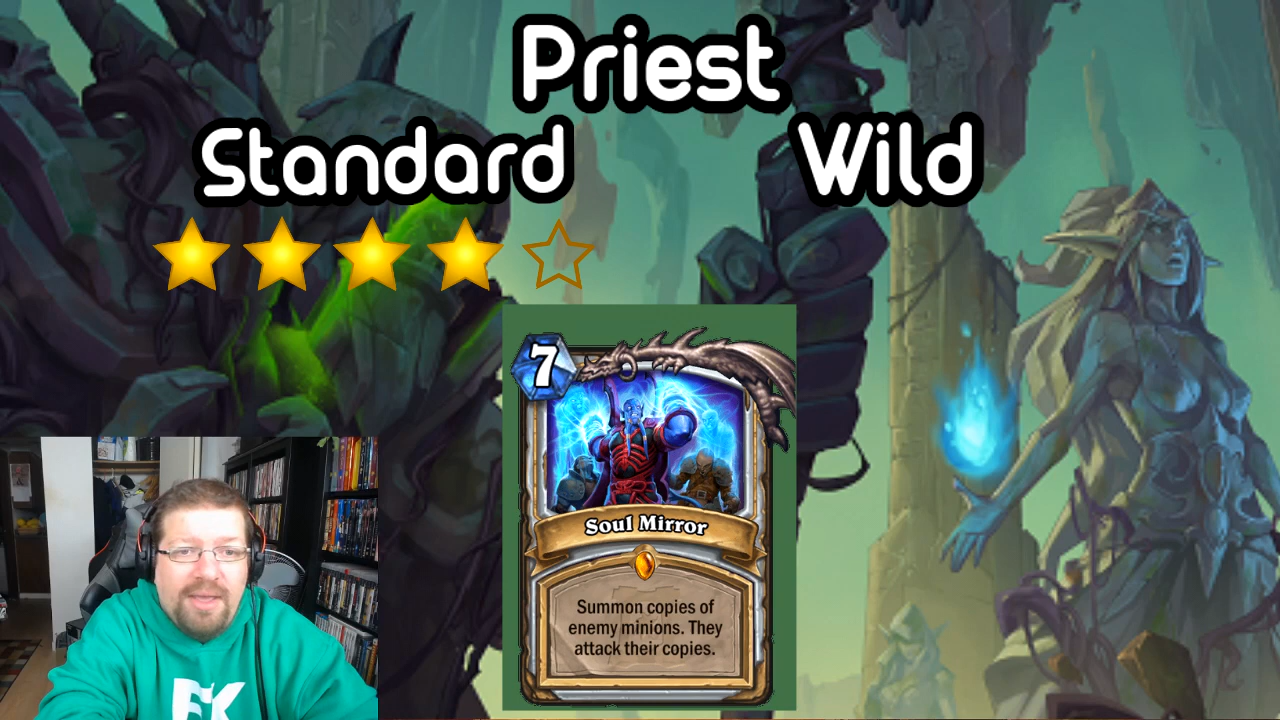 Priest
Standard
Wild
7
Soul Mirror
Summon copies of
enemy minions. They
attack their copies.